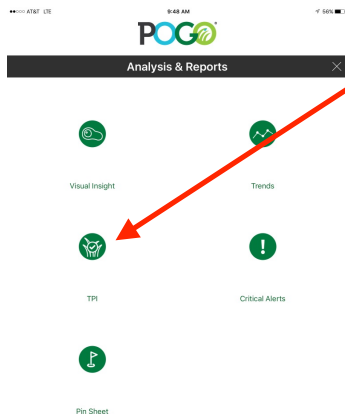 AT&T LTE 9:48 AM 56%
POGO
Analysis & Reports
Visual Insight Trends
TPI Critical Alerts
Pin Sheet